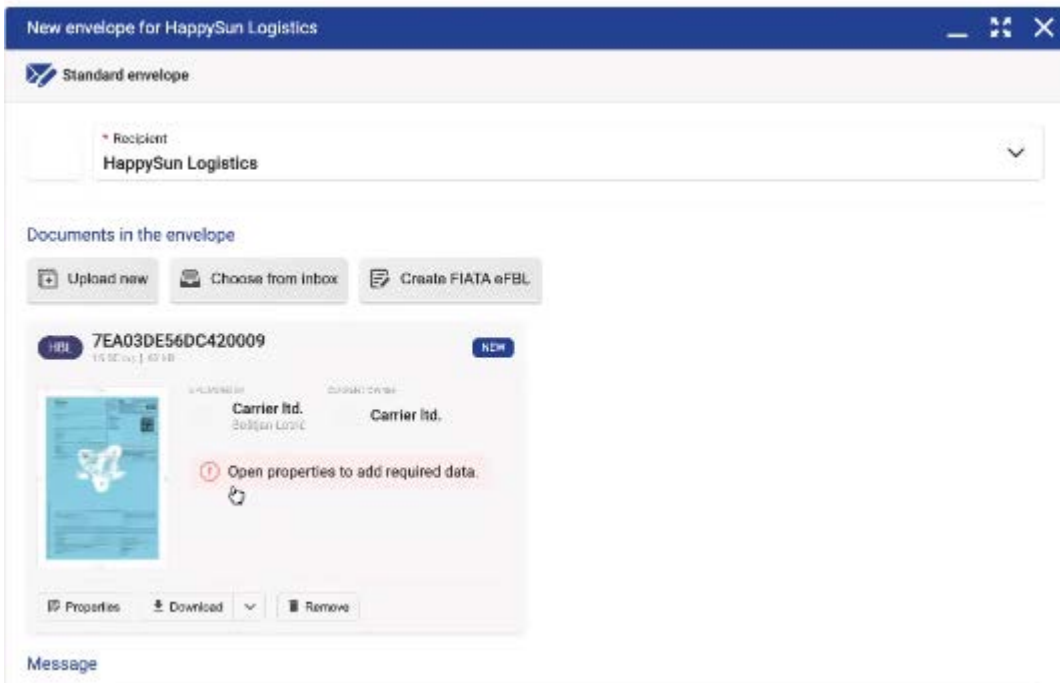 New envelope for HappySun Logistics
Standard envelope
* Recipient
HappySun Logistics
Documents in the envelope
Upload new
Choose from inbox
Create FIATA eFBL
HBL
7EA03DE56DC420009
NEW
Carrier ltd.
Carrier ltd.
Open properties to add required data.
Properties
Download
Remove
Message